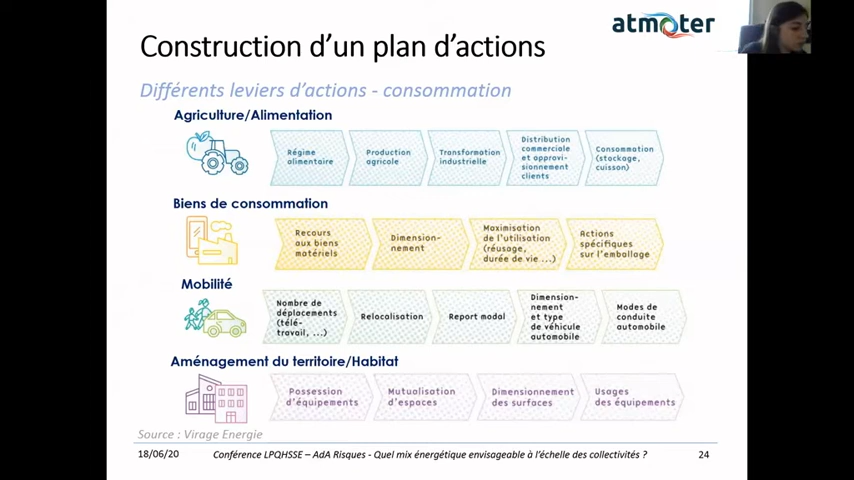 atmoter
Construction d'un plan d'actions
Différents leviers d'actions - consommation
Agriculture/Alimentation
Régime
alimentaire
Production
agricole
Transformation
industrielle
Distribution
commerciale
et approvi-
sionnement
clients
Consommation
(stockage,
cuisson)
Biens de consommation
Recours
aux biens
matériels
Dimension-
nement
Maximisation
de l'utilisation
(réusage,
durée de vie ...)
Actions
spécifiques
sur l'emballage
Mobilité
Nombre de
déplacements
(télé-
travail, ...)
Relocalisation
Report modal
Dimension-
nement
et type
de véhicule
automobile
Modes de
conduite
automobile
Aménagement du territoire/Habitat
Possession
d'équipements
Mutualisation
d'espaces
Dimensionnement
des surfaces
Usages
des équipements
Source : Virage Energie
18/06/20
Conférence LPQHSSE – AdA Risques - Quel mix énergétique envisageable à l'échelle des collectivités ?
24